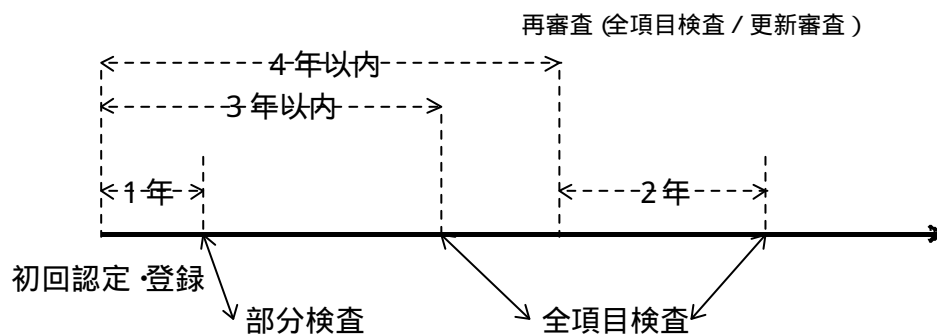 再審査(全項目検査/更新審査)
4年以内
3年以内
1年
2年
初回認定・登録
部分検査
全項目検査